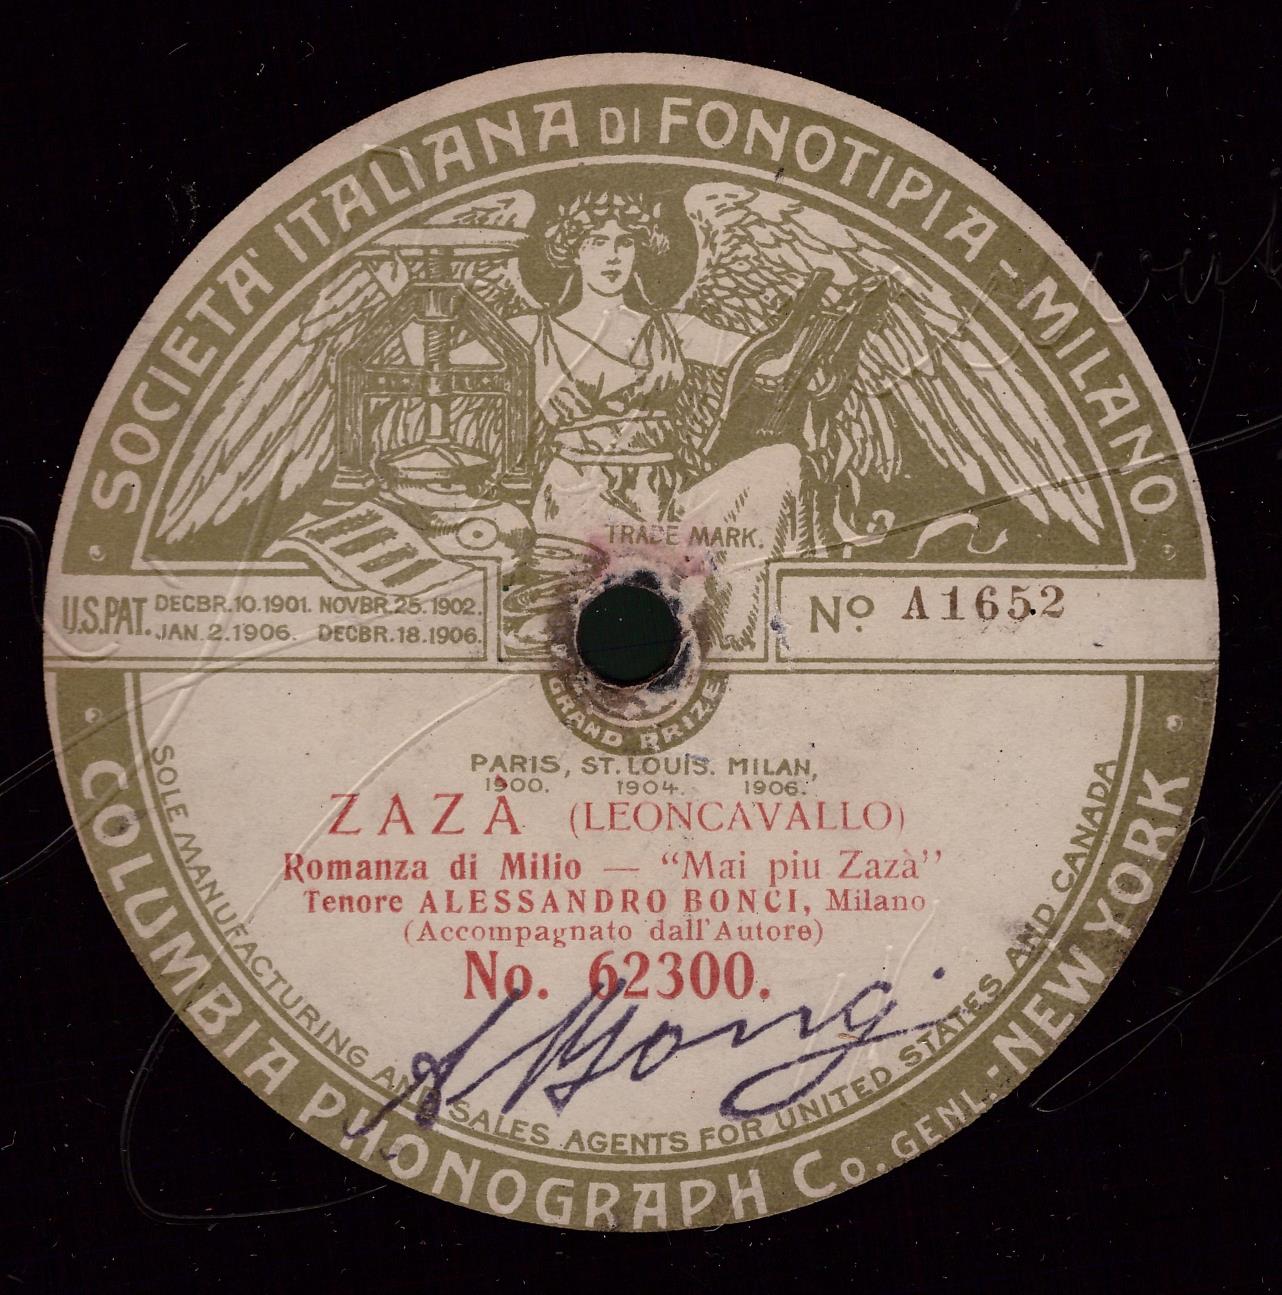 SOCIETA' ITALIANA DI FONOTIPIA - MILANO
TRADE MARK.
U.S.PAT. DECBR.10.1901. NOVBR.25.1902.
JAN.2.1906. DECBR.18.1906.
No. A1652
GRAND PRIZE
PARIS, ST. LOUIS. MILAN,
1900. 1904. 1906.
ZAZÀ (LEONCAVALLO)
Romanza di Milio — “Mai piu Zazà”
Tenore ALESSANDRO BONCI, Milano
(Accompagnato dall'Autore)
No. 62300.
A Bonci
SOLE MANUFACTURING AND SALES AGENTS FOR UNITED STATES AND CANADA
COLUMBIA PHONOGRAPH Co. GENL. - NEW YORK